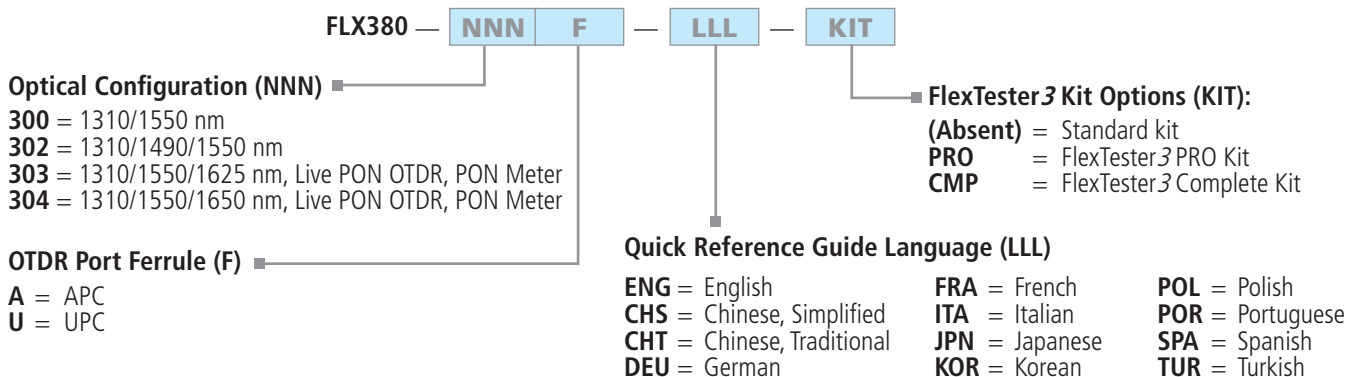 FLX380 — NNN F — LLL — KIT
Optical Configuration (NNN)
300 = 1310/1550 nm
302 = 1310/1490/1550 nm
303 = 1310/1550/1625 nm, Live PON OTDR, PON Meter
304 = 1310/1550/1650 nm, Live PON OTDR, PON Meter
OTDR Port Ferrule (F)
A = APC
U = UPC
FlexTester3 Kit Options (KIT):
(Absent) = Standard kit
PRO = FlexTester3 PRO Kit
CMP = FlexTester3 Complete Kit
Quick Reference Guide Language (LLL)
ENG = English FRA = French POL = Polish
CHS = Chinese, Simplified ITA = Italian POR = Portuguese
CHT = Chinese, Traditional JPN = Japanese SPA = Spanish
DEU = German KOR = Korean TUR = Turkish